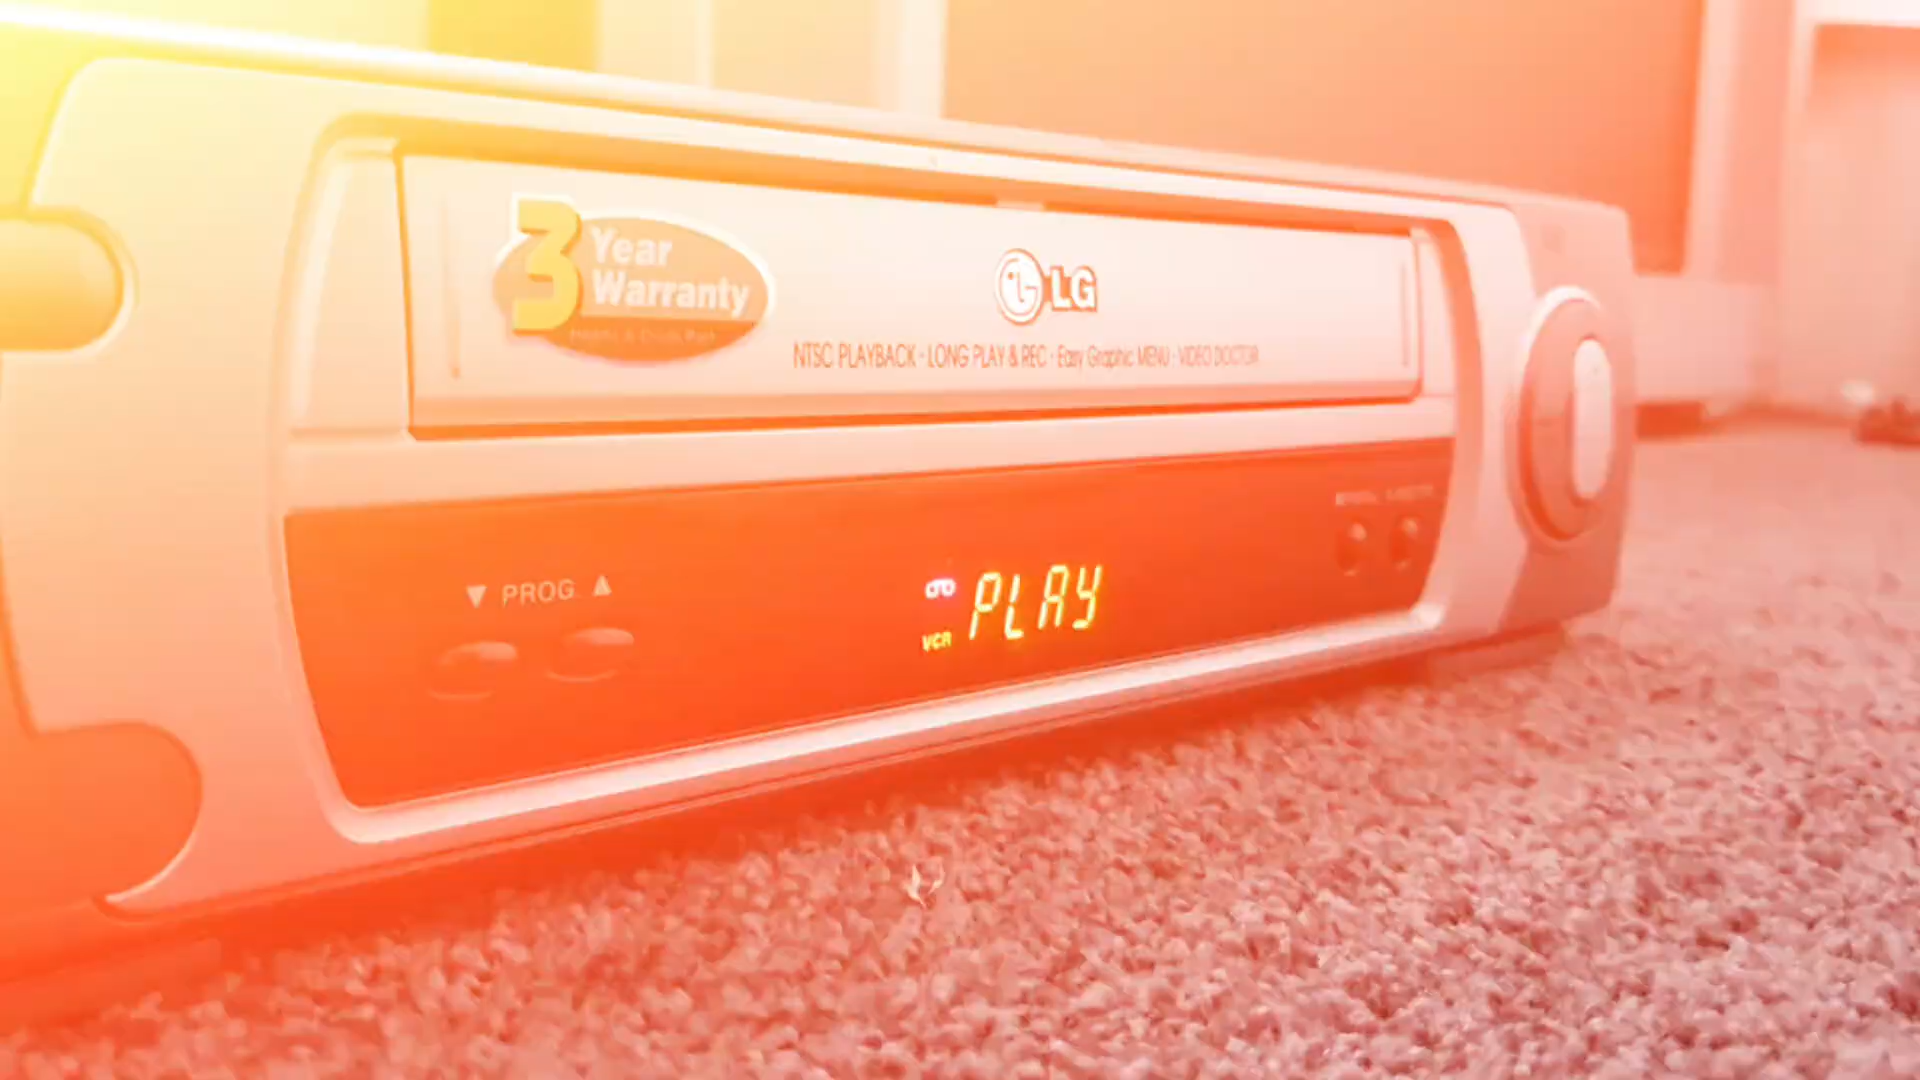 3 Year
Warranty
LG
NTSC PLAYBACK · LONG PLAY & REC · Easy Graphic MENU · VIDEO DOCTOR
▼ PROG. ▲
PLAY
VCR